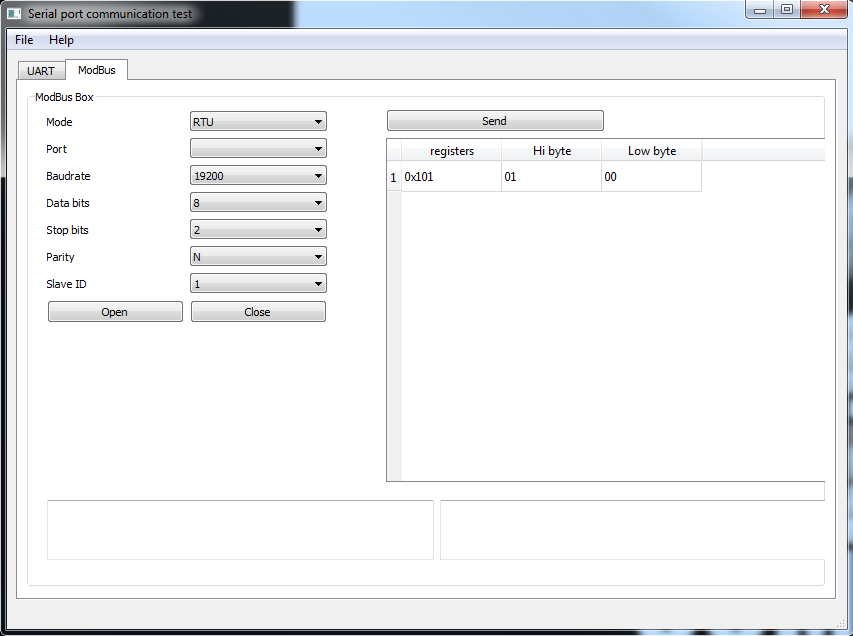 Serial port communication test
File Help
UART ModBus
ModBus Box
Mode RTU
Port
Baudrate 19200
Data bits 8
Stop bits 2
Parity N
Slave ID 1
Open Close
Send
registers Hi byte Low byte
1 0x101 01 00